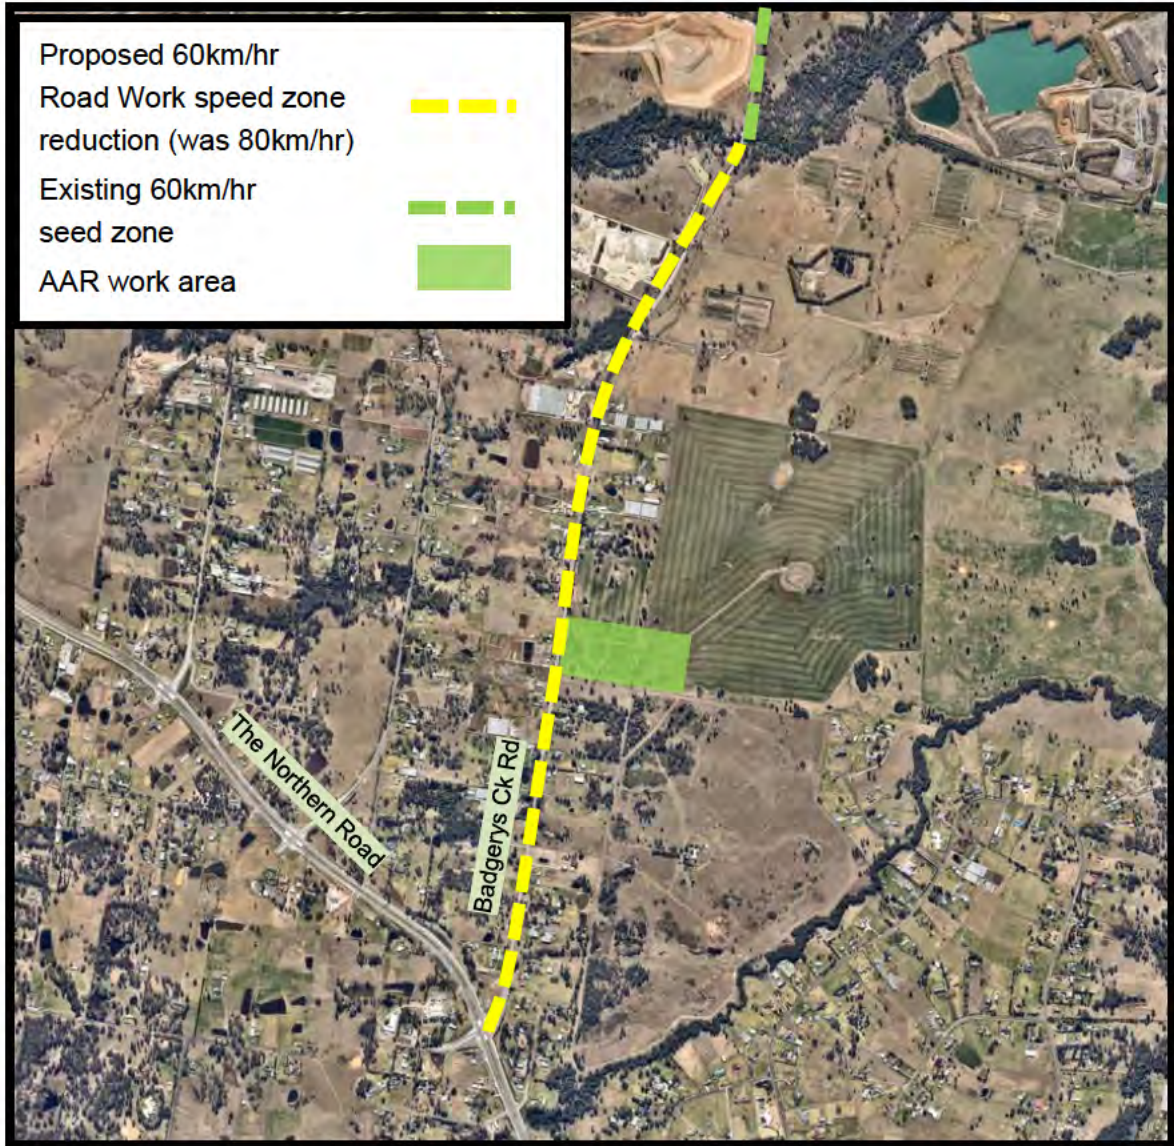 Proposed 60km/hr
Road Work speed zone
reduction (was 80km/hr)
Existing 60km/hr
seed zone
AAR work area
The Northern Road
Badgerys Ck Rd